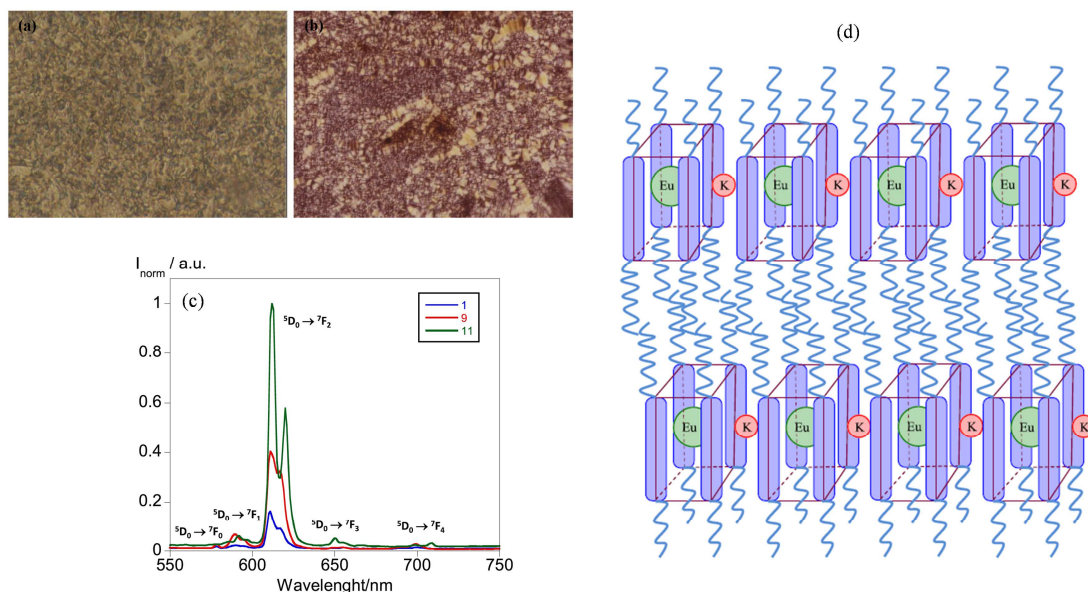 (a)
(b)
(c)
I norm / a.u.
1
0.8
0.6
0.4
0.2
0
⁵D₀ → ⁷F₀
⁵D₀ → ⁷F₁
⁵D₀ → ⁷F₂
⁵D₀ → ⁷F₃
⁵D₀ → ⁷F₄
1
9
11
550
600
650
700
750
Wavelenght/nm
(d)
Eu
K
Eu
K
Eu
K
Eu
K
Eu
K
Eu
K
Eu
K
Eu
K